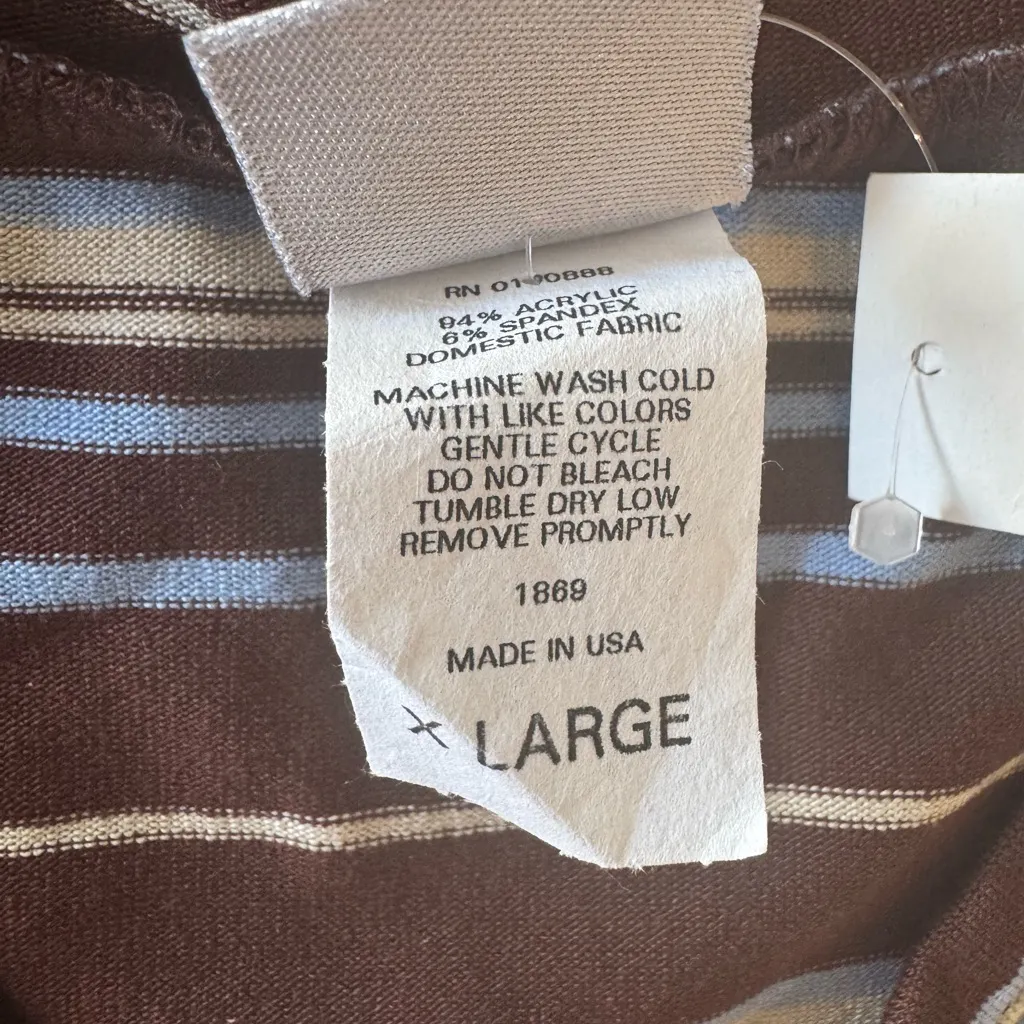 RN
94% ACRYLIC
6% SPANDEX
DOMESTIC FABRIC
MACHINE WASH COLD
WITH LIKE COLORS
GENTLE CYCLE
DO NOT BLEACH
TUMBLE DRY LOW
REMOVE PROMPTLY
1869
MADE IN USA
X LARGE